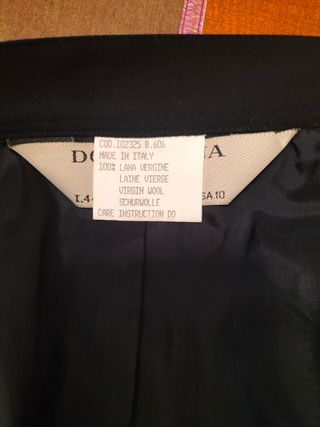 COD.102325 B.606
MADE IN ITALY
100% LANA VERGINE
LAINE VIERGE
VIRGIN WOOL
SCHURWOLLE
CARE INSTRUCTION DO